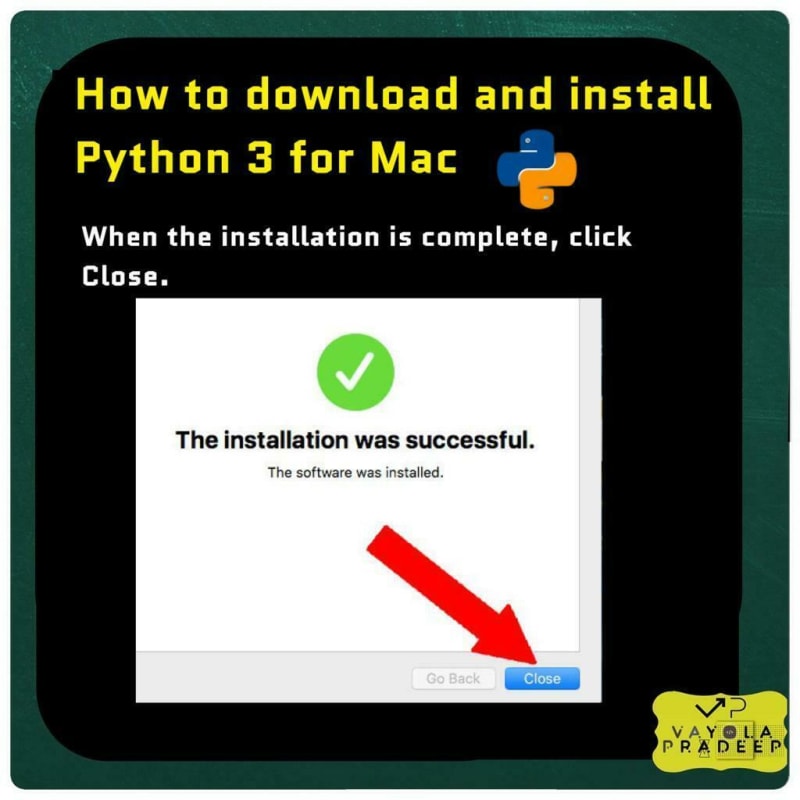 How to download and install
Python 3 for Mac
When the installation is complete, click
Close.
The installation was successful.
The software was installed.
Go Back
Close
VP
VAYOLA
PRADEEP